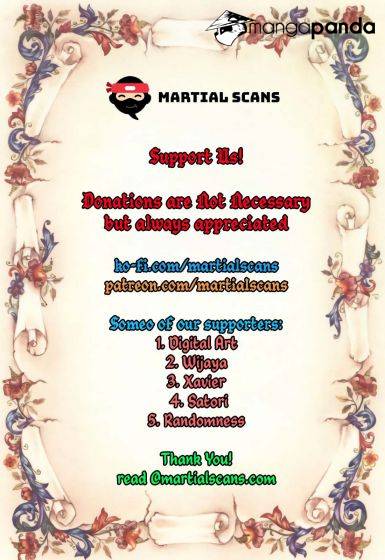 mangapanda
MARTIAL SCANS
Support Us!
Donations are Not Necessary
but always appreciated
ko-fi.com/martialscans
patreon.com/martialscans
Someo of our supporters:
1. Digital Art
2. Wijaya
3. Xavier
4. Satori
5. Randomness
Thank You!
read @martialscans.com